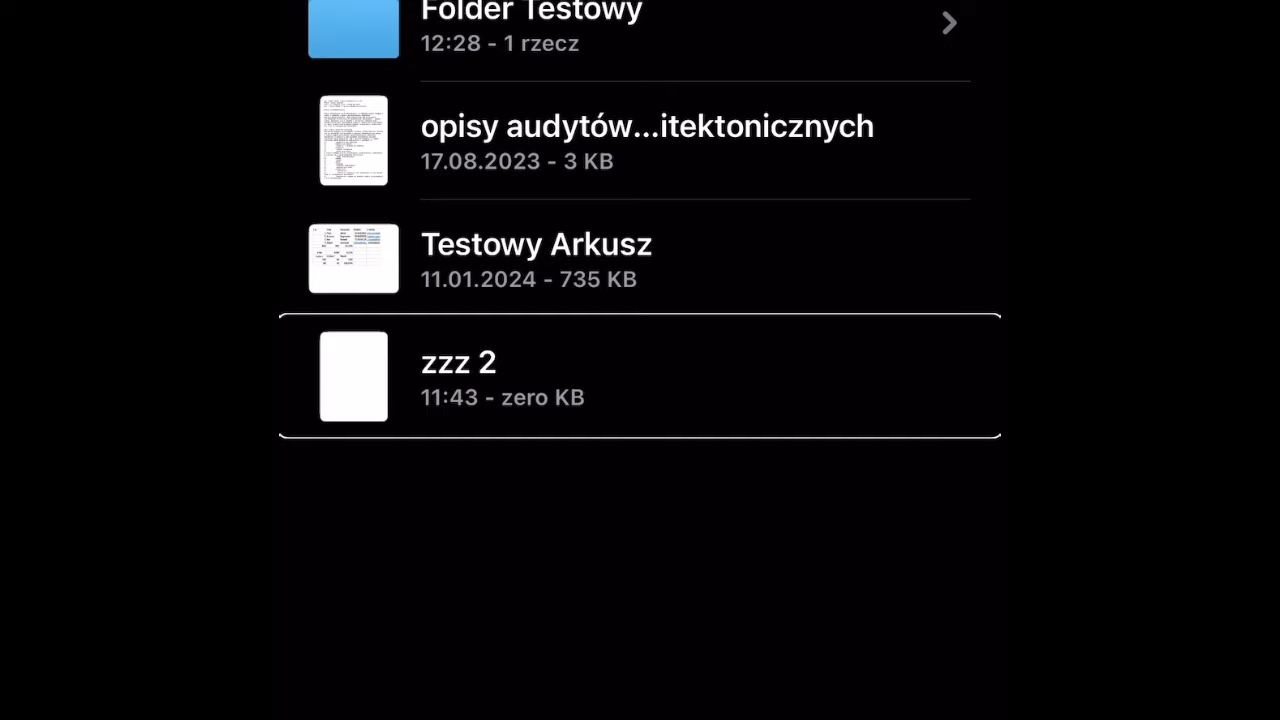 Folder Testowy
12:28 - 1 rzecz
opisy audytów...itektonicznych
17.08.2023 - 3 KB
Testowy Arkusz
11.01.2024 - 735 KB
zzz 2
11:43 - zero KB